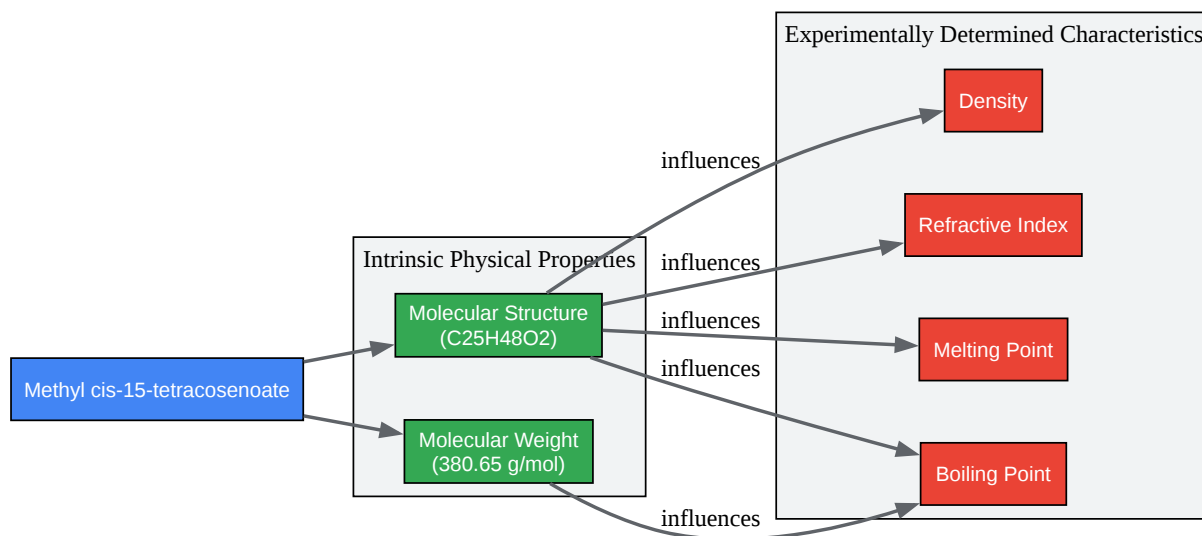 Experimentally Determined Characteristics
Density
influences
Refractive Index
Intrinsic Physical Properties
influences
Molecular Structure
(C25H48O2)
influences
Melting Point
influences
Methyl cis-15-tetracosenoate
Molecular Weight
(380.65 g/mol)
Boiling Point
influences